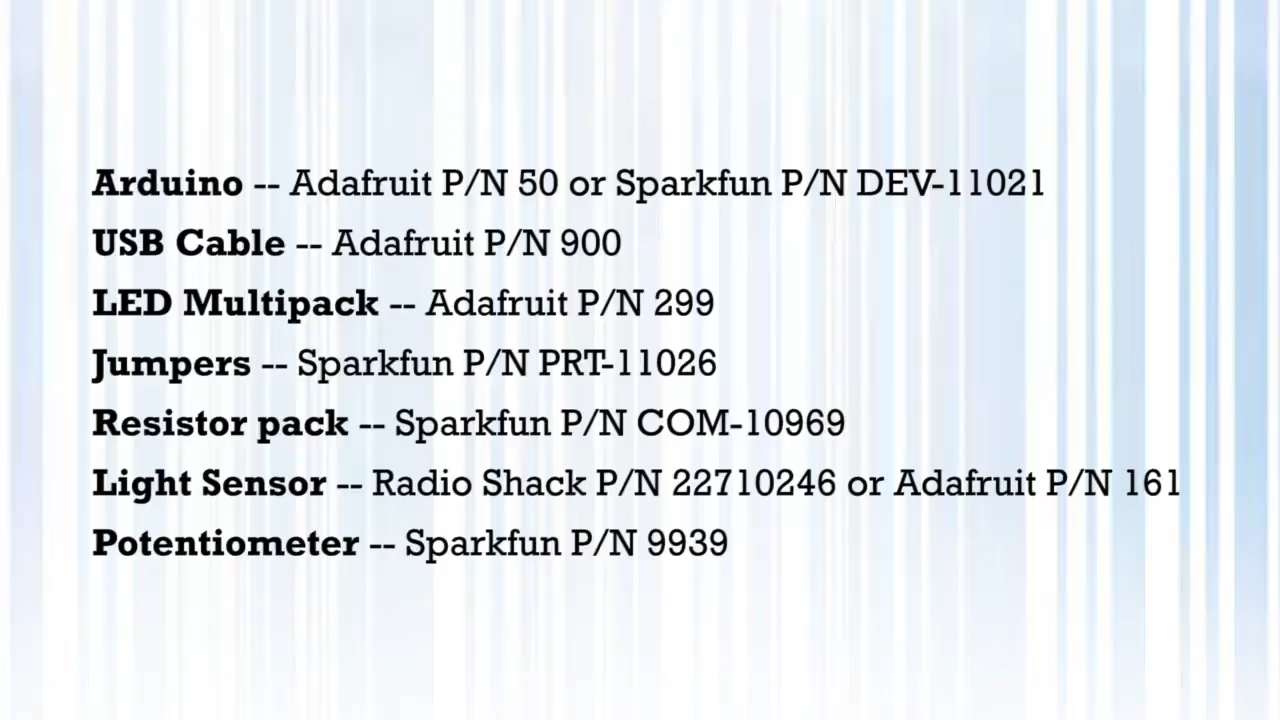 Arduino -- Adafruit P/N 50 or Sparkfun P/N DEV-11021
USB Cable -- Adafruit P/N 900
LED Multipack -- Adafruit P/N 299
Jumpers -- Sparkfun P/N PRT-11026
Resistor pack -- Sparkfun P/N COM-10969
Light Sensor -- Radio Shack P/N 22710246 or Adafruit P/N 161
Potentiometer -- Sparkfun P/N 9939